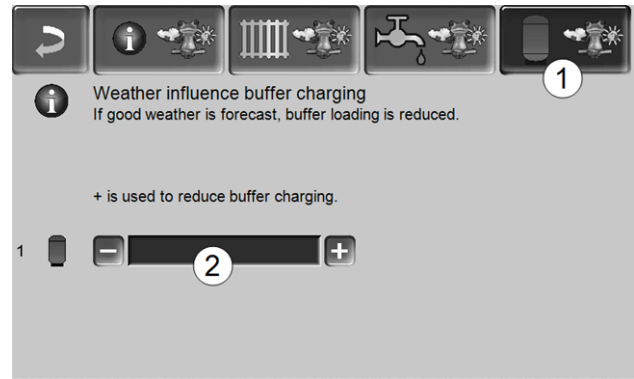 1
Weather influence buffer charging
If good weather is forecast, buffer loading is reduced.
+ is used to reduce buffer charging.
1 − +
2